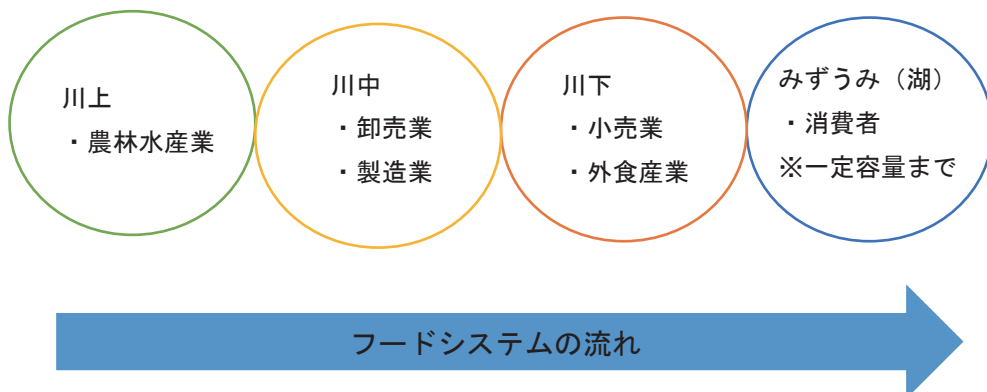 川上
・農林水産業
川中
・卸売業
・製造業
川下
・小売業
・外食産業
みずうみ（湖）
・消費者
※一定容量まで
フードシステムの流れ